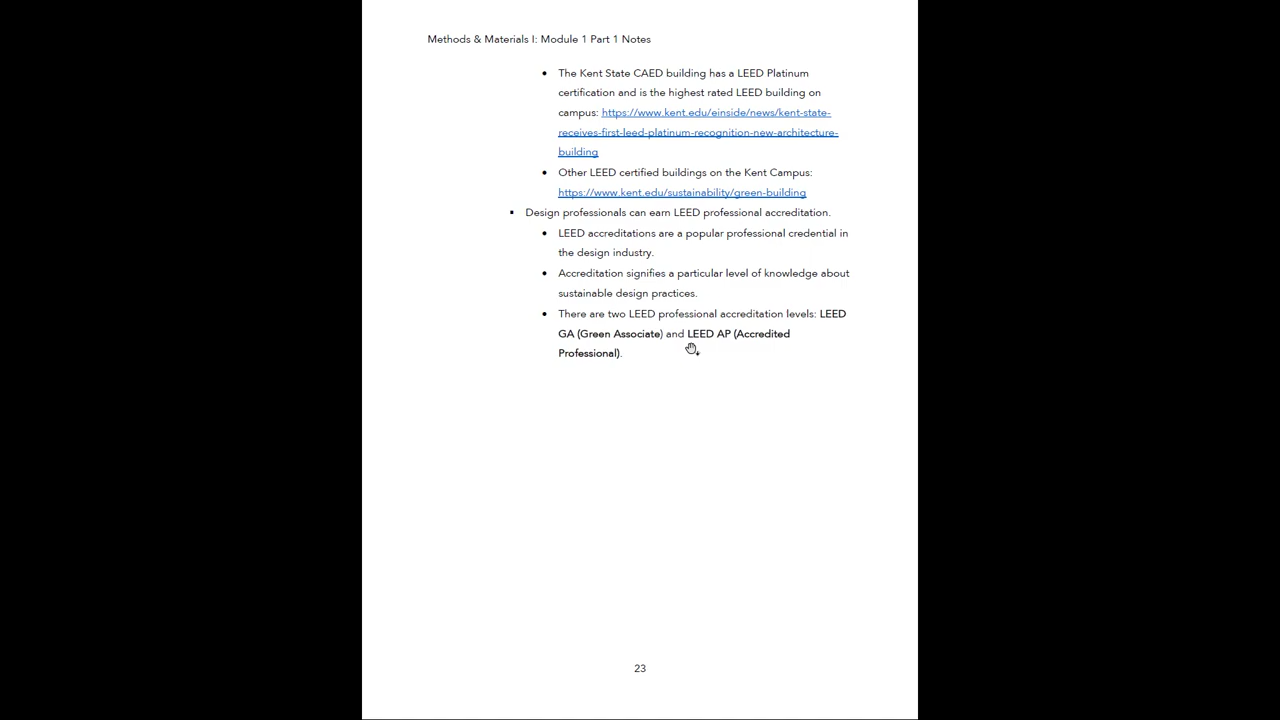 Methods & Materials I: Module 1 Part 1 Notes
• The Kent State CAED building has a LEED Platinum
certification and is the highest rated LEED building on
campus: https://www.kent.edu/einside/news/kent-state-
receives-first-leed-platinum-recognition-new-architecture-
building
• Other LEED certified buildings on the Kent Campus:
https://www.kent.edu/sustainability/green-building
▪ Design professionals can earn LEED professional accreditation.
• LEED accreditations are a popular professional credential in
the design industry.
• Accreditation signifies a particular level of knowledge about
sustainable design practices.
• There are two LEED professional accreditation levels: LEED
GA (Green Associate) and LEED AP (Accredited
Professional).
23